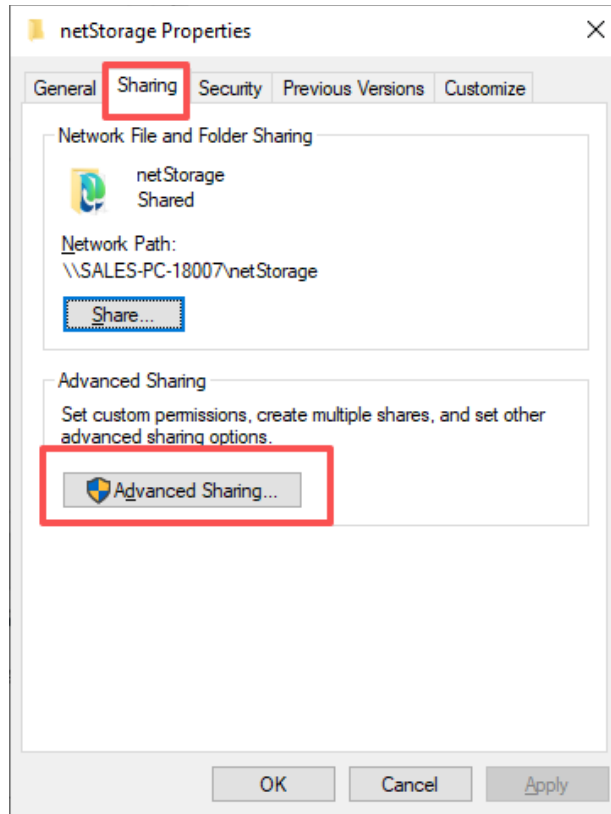 netStorage Properties
General Sharing Security Previous Versions Customize
Network File and Folder Sharing
netStorage
Shared
Network Path:
\\SALES-PC-18007\netStorage
Share...
Advanced Sharing
Set custom permissions, create multiple shares, and set other
advanced sharing options.
Advanced Sharing...
OK Cancel Apply